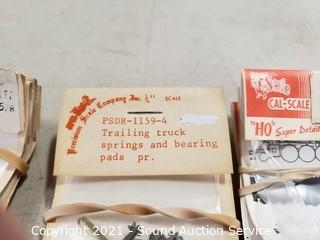 Precision Scale Company Inc. ¼" SCALE
PSDR-1159-4
Trailing truck
springs and bearing
pads pr.
CAL-SCALE
"HO" Super Detail
Copyright 2021 - Sound Auction Service